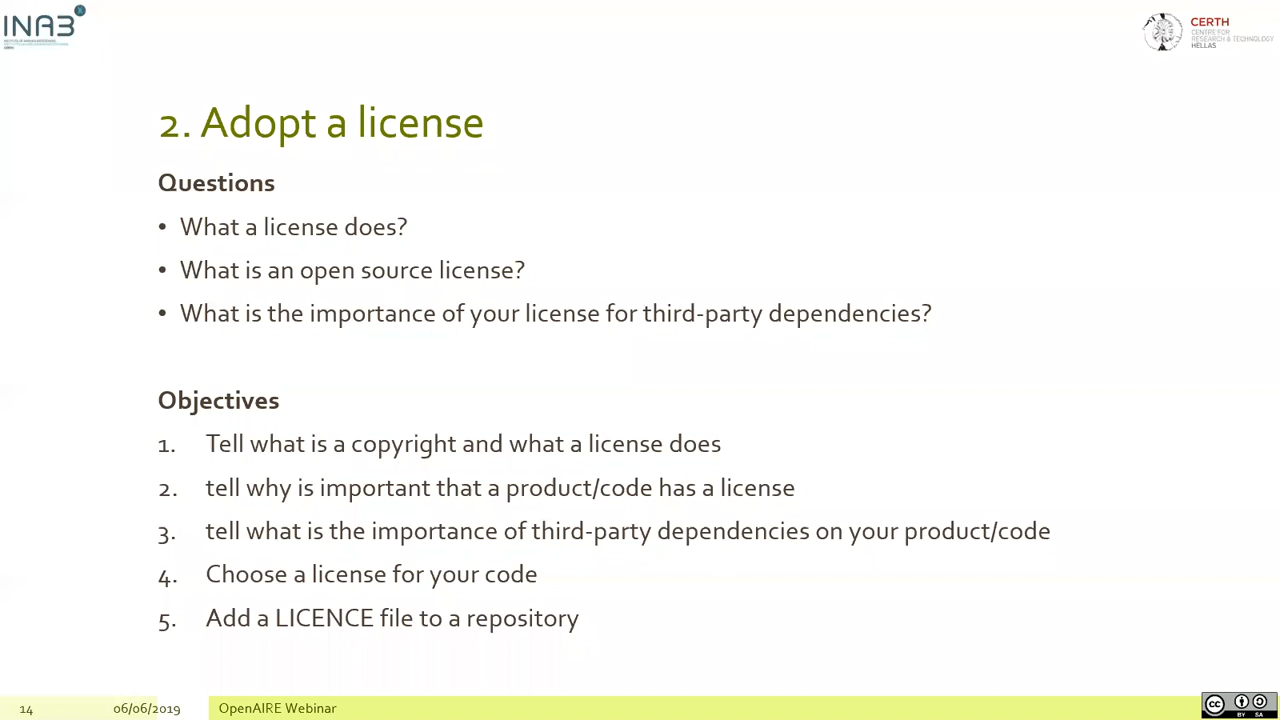 INAB
CERTH
CENTRE FOR
RESEARCH & TECHNOLOGY
HELLAS
2. Adopt a license
Questions
• What a license does?
• What is an open source license?
• What is the importance of your license for third-party dependencies?
Objectives
1. Tell what is a copyright and what a license does
2. tell why is important that a product/code has a license
3. tell what is the importance of third-party dependencies on your product/code
4. Choose a license for your code
5. Add a LICENCE file to a repository
14 06/06/2019 OpenAIRE Webinar
CC BY SA